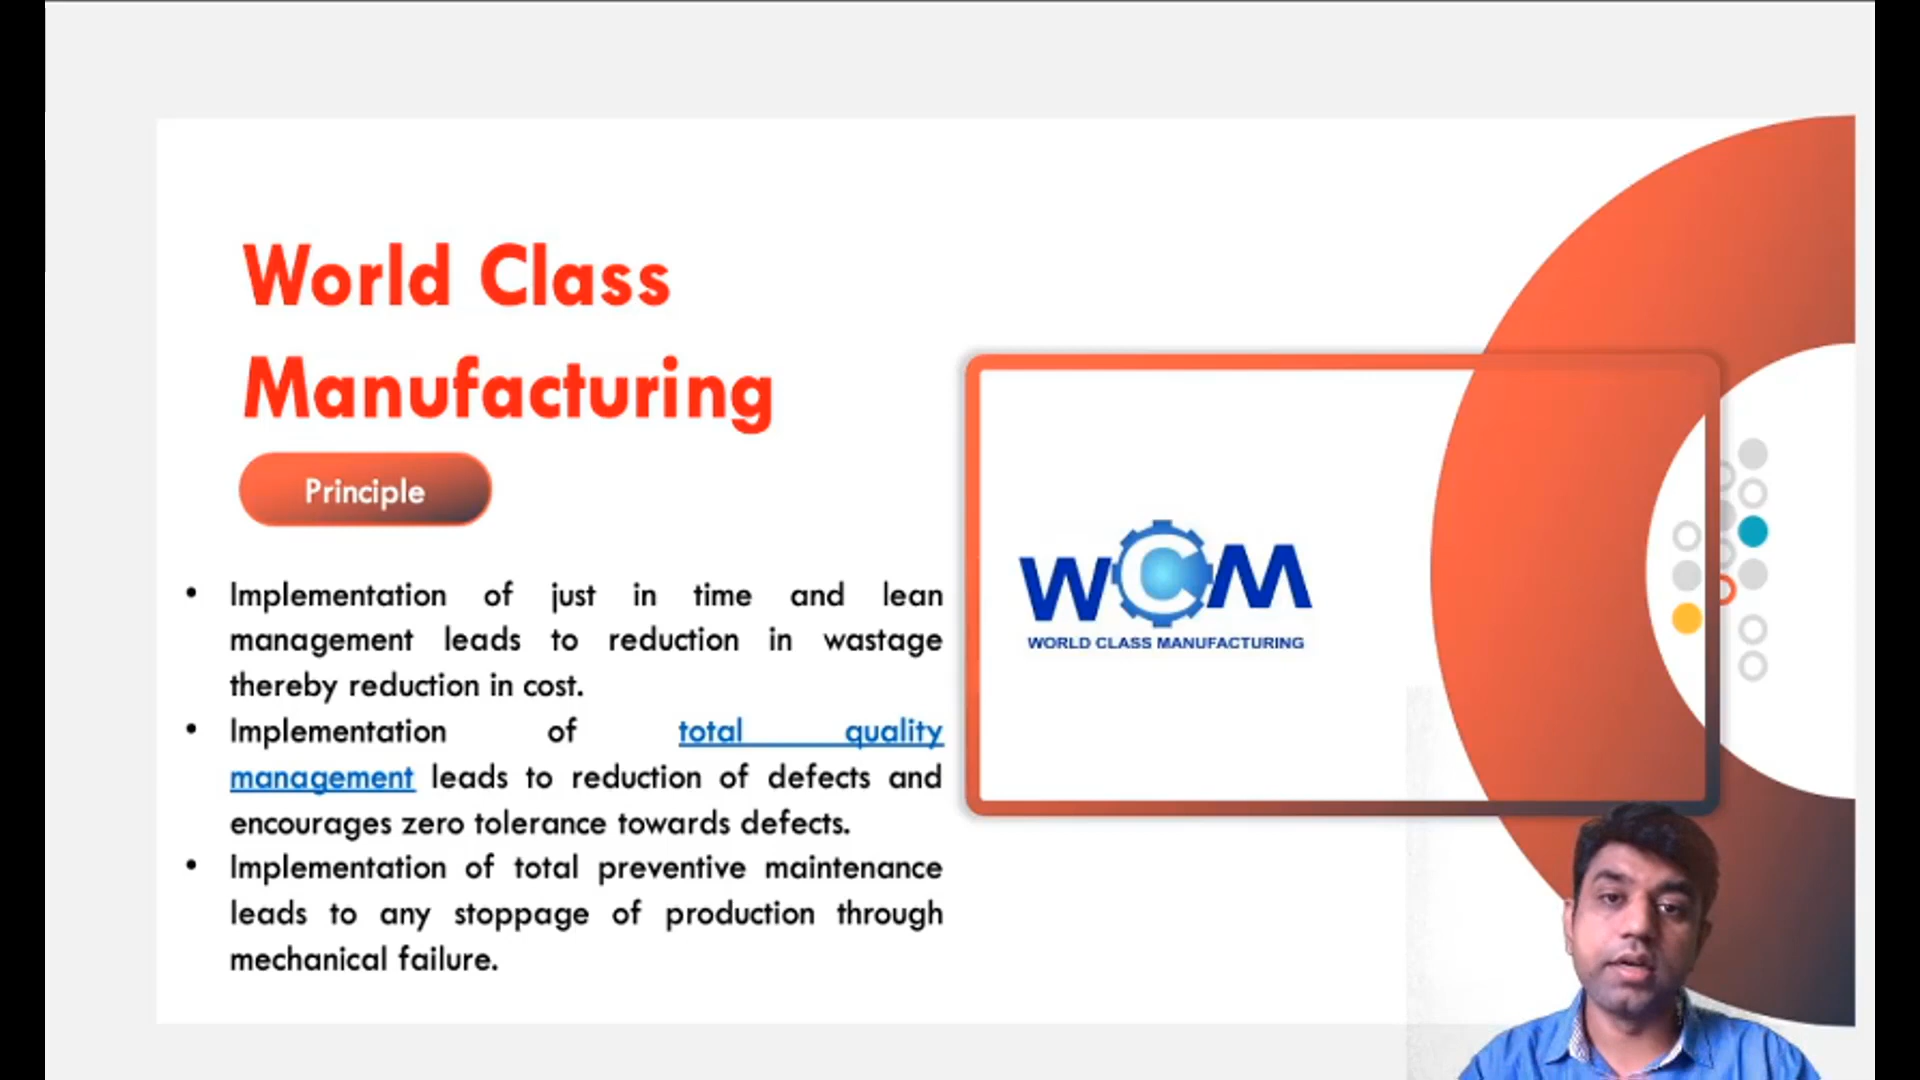 World Class
Manufacturing
Principle
• Implementation of just in time and lean
management leads to reduction in wastage
thereby reduction in cost.
• Implementation of total quality
management leads to reduction of defects and
encourages zero tolerance towards defects.
• Implementation of total preventive maintenance
leads to any stoppage of production through
mechanical failure.
WCM
WORLD CLASS MANUFACTURING